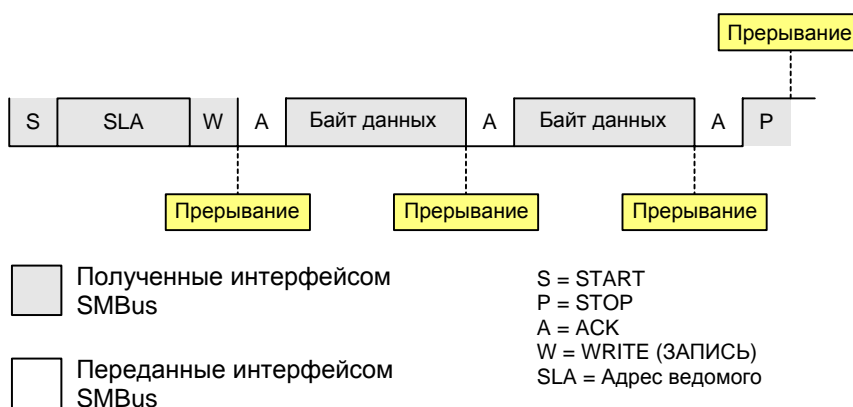 Прерывание
S SLA W A Байт данных A Байт данных A P
Прерывание Прерывание Прерывание
Полученные интерфейсом
SMBus
Переданные интерфейсом
SMBus
S = START
P = STOP
A = ACK
W = WRITE (ЗАПИСЬ)
SLA = Адрес ведомого